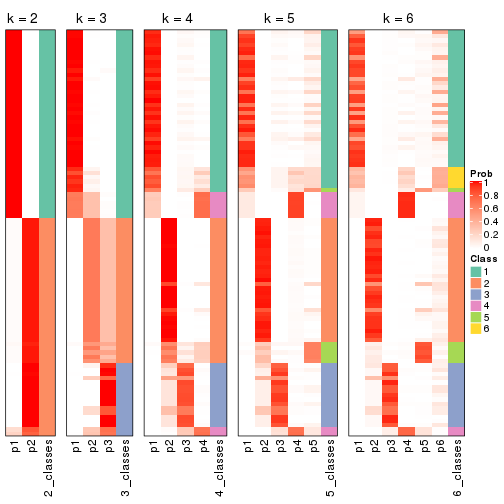 k = 2
k = 3
k = 4
k = 5
k = 6
Prob
1
0.8
0.6
0.4
0.2
0
Class
1
2
3
4
5
6
p1
p2
2_classes
p1
p2
p3
3_classes
p1
p2
p3
p4
4_classes
p1
p2
p3
p4
p5
5_classes
p1
p2
p3
p4
p5
p6
6_classes